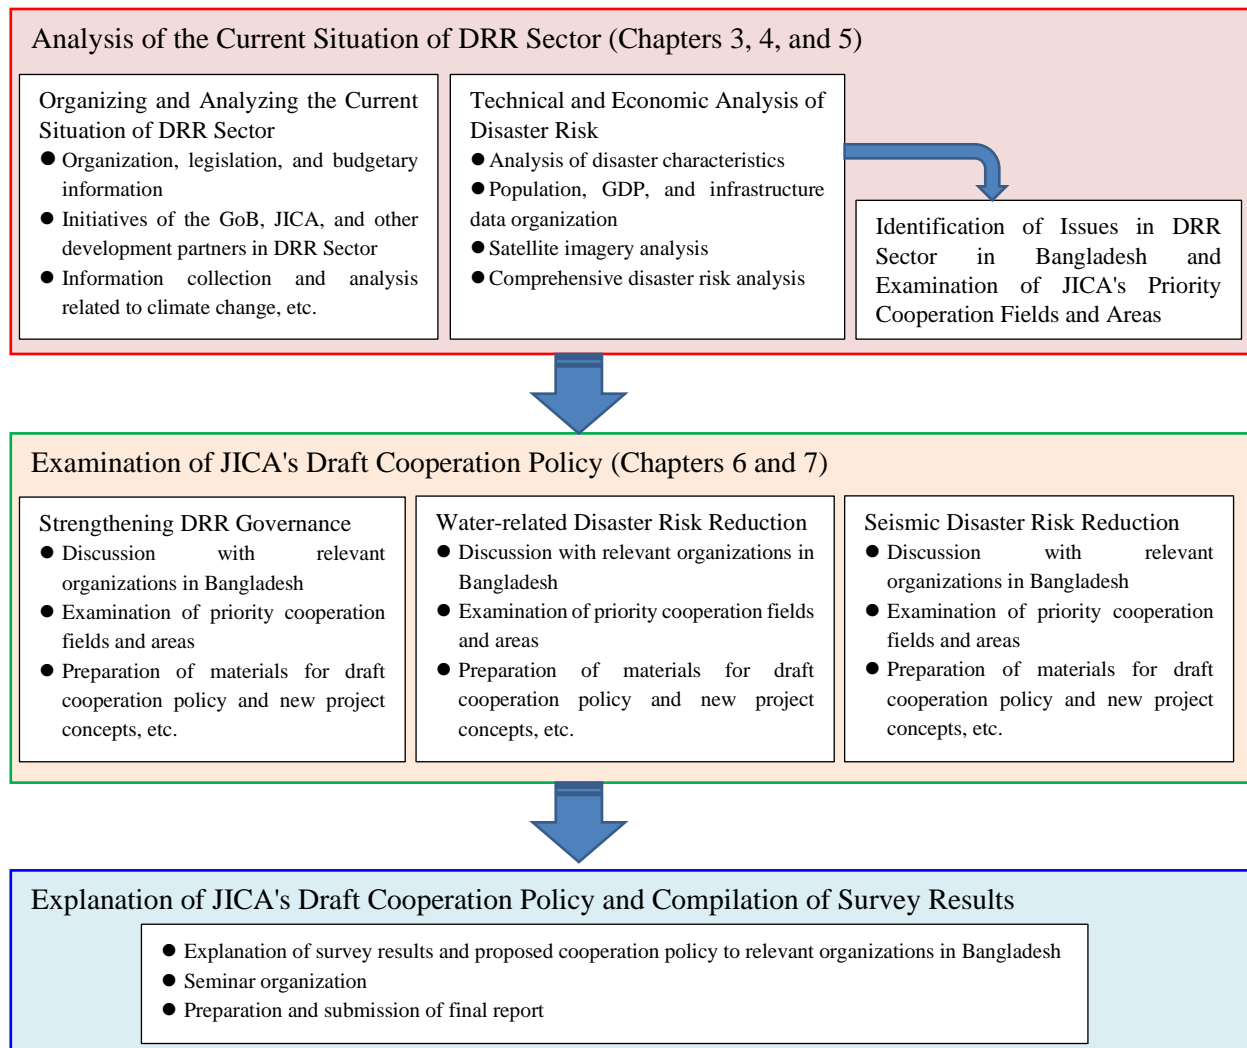 Analysis of the Current Situation of DRR Sector (Chapters 3, 4, and 5)
Organizing and Analyzing the Current
Situation of DRR Sector
● Organization, legislation, and budgetary
information
● Initiatives of the GoB, JICA, and other
development partners in DRR Sector
● Information collection and analysis
related to climate change, etc.
Technical and Economic Analysis of
Disaster Risk
● Analysis of disaster characteristics
● Population, GDP, and infrastructure
data organization
● Satellite imagery analysis
● Comprehensive disaster risk analysis
Identification of Issues in DRR
Sector in Bangladesh and
Examination of JICA's Priority
Cooperation Fields and Areas
Examination of JICA's Draft Cooperation Policy (Chapters 6 and 7)
Strengthening DRR Governance
● Discussion with relevant
organizations in Bangladesh
● Examination of priority cooperation
fields and areas
● Preparation of materials for draft
cooperation policy and new project
concepts, etc.
Water-related Disaster Risk Reduction
● Discussion with relevant organizations in
Bangladesh
● Examination of priority cooperation fields
and areas
● Preparation of materials for draft
cooperation policy and new project
concepts, etc.
Seismic Disaster Risk Reduction
● Discussion with relevant
organizations in Bangladesh
● Examination of priority cooperation
fields and areas
● Preparation of materials for draft
cooperation policy and new project
concepts, etc.
Explanation of JICA's Draft Cooperation Policy and Compilation of Survey Results
● Explanation of survey results and proposed cooperation policy to relevant organizations in Bangladesh
● Seminar organization
● Preparation and submission of final report